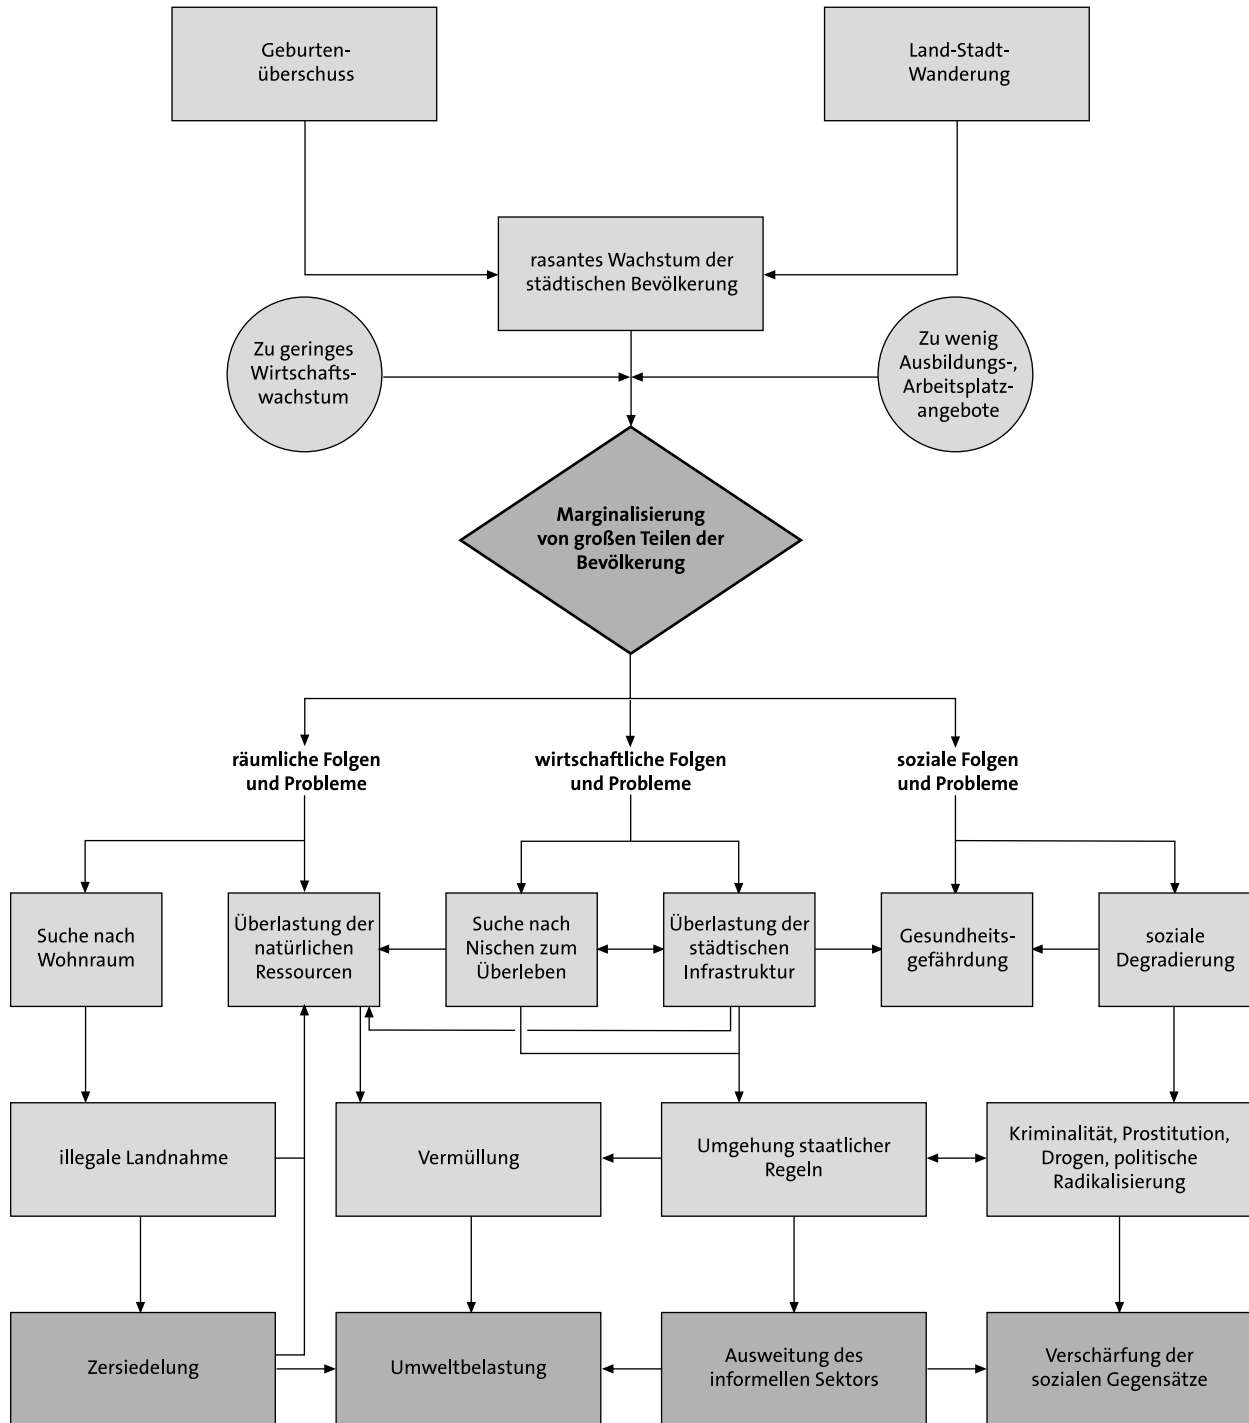 Geburten-
überschuss
Land-Stadt-
Wanderung
rasantes Wachstum der
städtischen Bevölkerung
Zu geringes
Wirtschafts-
wachstum
Zu wenig
Ausbildungs-,
Arbeitsplatz-
angebote
Marginalisierung
von großen Teilen der
Bevölkerung
räumliche Folgen
und Probleme
wirtschaftliche Folgen
und Probleme
soziale Folgen
und Probleme
Suche nach
Wohnraum
Überlastung der
natürlichen
Ressourcen
Suche nach
Nischen zum
Überleben
Überlastung der
städtischen
Infrastruktur
Gesundheits-
gefährdung
soziale
Degradierung
illegale Landnahme
Vermüllung
Umgehung staatlicher
Regeln
Kriminalität, Prostitution,
Drogen, politische
Radikalisierung
Zersiedelung
Umweltbelastung
Ausweitung des
informellen Sektors
Verschärfung der
sozialen Gegensätze